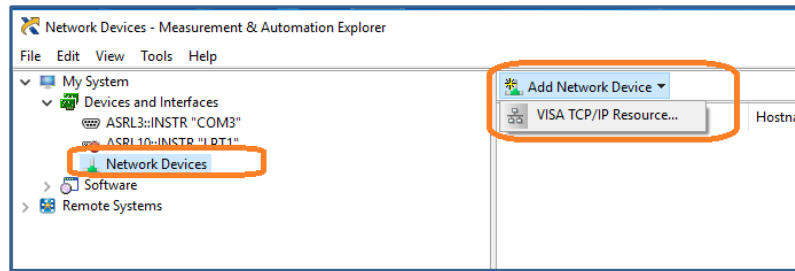 Network Devices - Measurement & Automation Explorer
File Edit View Tools Help
My System
Devices and Interfaces
ASRL3::INSTR "COM3"
ASRL10::INSTR "LPT1"
Network Devices
Software
Remote Systems
Add Network Device
VISA TCP/IP Resource...
Hostna